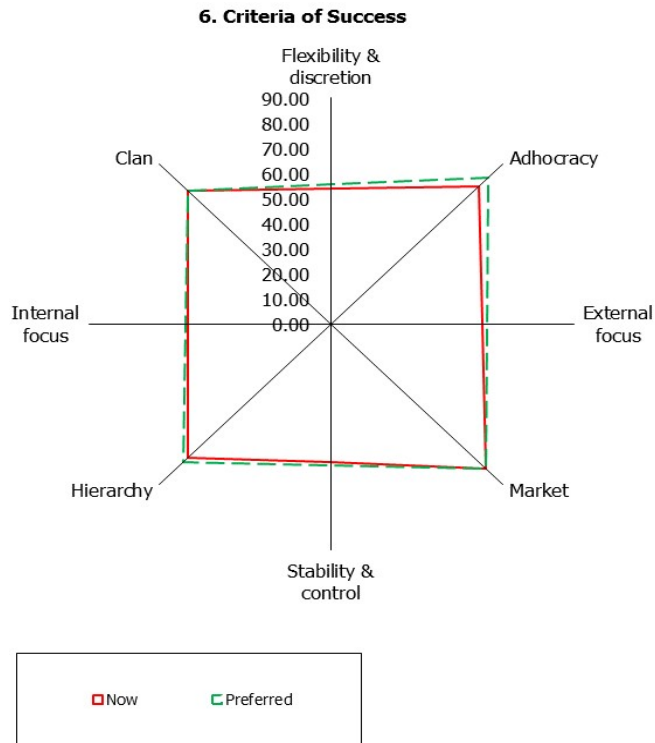 6. Criteria of Success
Flexibility &
discretion
90.00
80.00
70.00
60.00
50.00
40.00
30.00
20.00
10.00
0.00
Clan
Adhocracy
Internal
focus
External
focus
Hierarchy
Market
Stability &
control
Now
Preferred